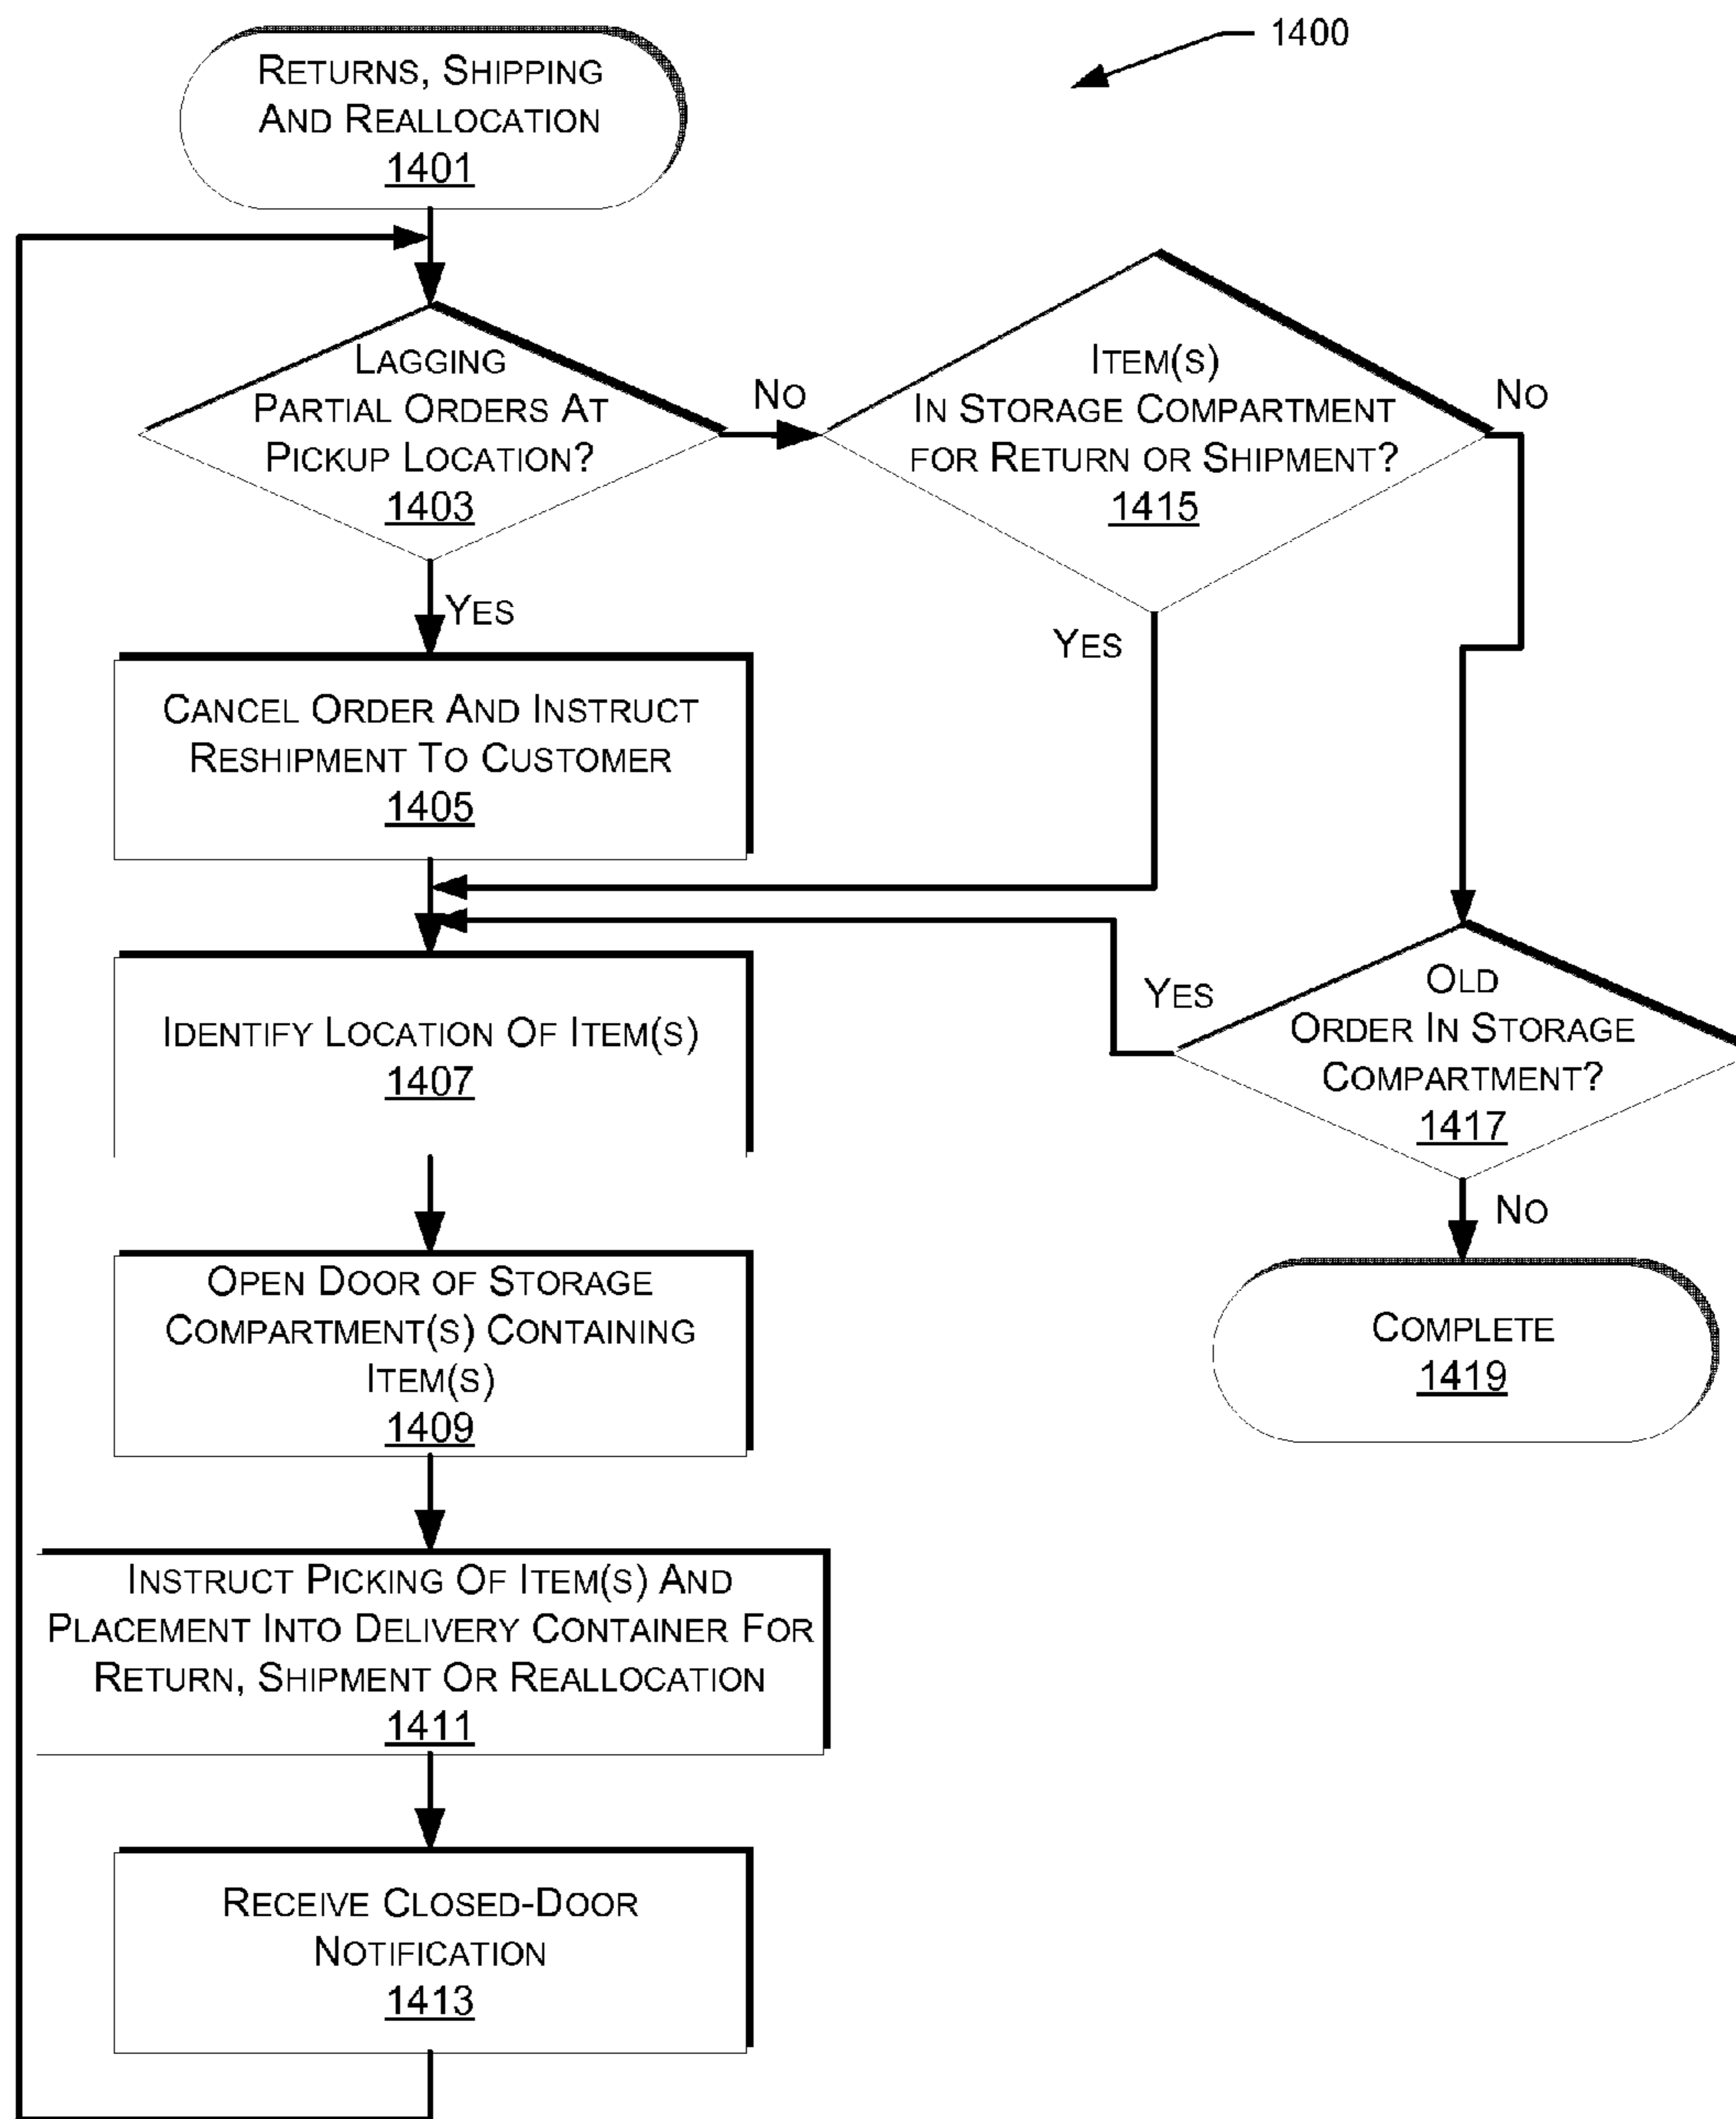 1400
RETURNS, SHIPPING
AND REALLOCATION
1401
LAGGING
PARTIAL ORDERS AT
PICKUP LOCATION?
1403
NO
ITEM(S)
IN STORAGE COMPARTMENT
FOR RETURN OR SHIPMENT?
1415
NO
YES
YES
CANCEL ORDER AND INSTRUCT
RESHIPMENT TO CUSTOMER
1405
IDENTIFY LOCATION OF ITEM(S)
1407
YES
OLD
ORDER IN STORAGE
COMPARTMENT?
1417
NO
OPEN DOOR OF STORAGE
COMPARTMENT(S) CONTAINING
ITEM(S)
1409
COMPLETE
1419
INSTRUCT PICKING OF ITEM(S) AND
PLACEMENT INTO DELIVERY CONTAINER FOR
RETURN, SHIPMENT OR REALLOCATION
1411
RECEIVE CLOSED-DOOR
NOTIFICATION
1413